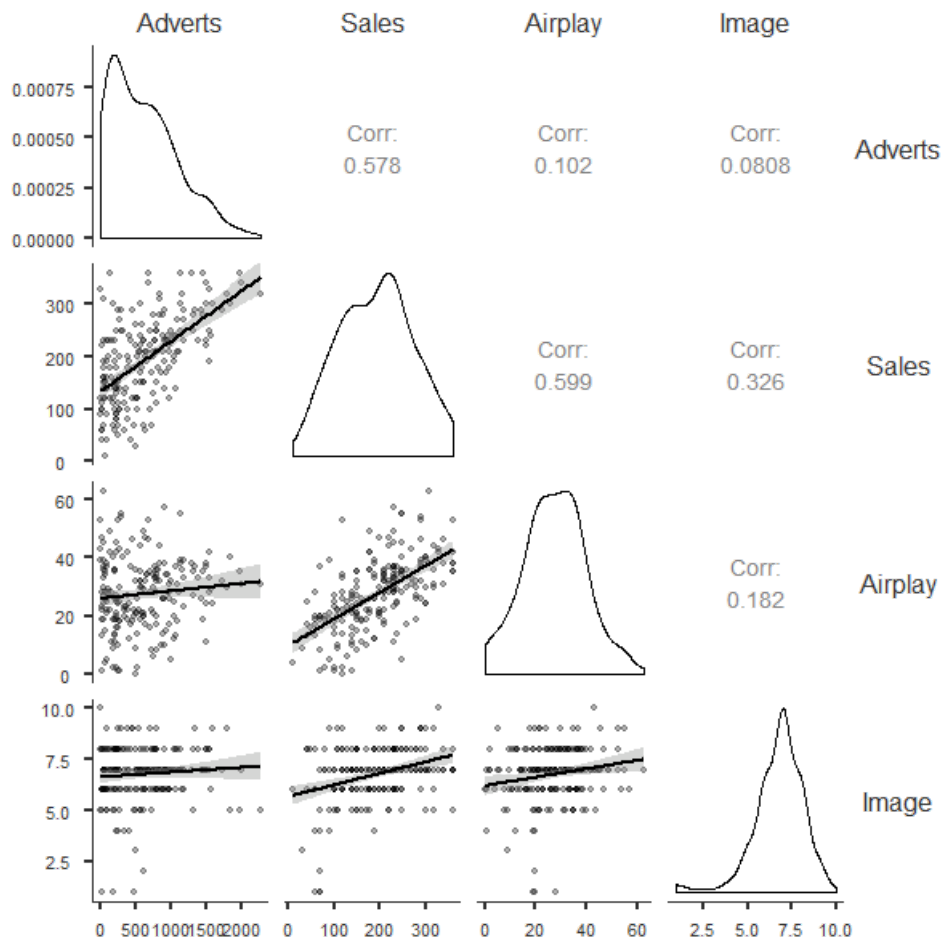 Adverts Sales Airplay Image
0.00075
0.00050
0.00025
0.00000
Corr:
0.578
Corr:
0.102
Corr:
0.0808
Adverts
300
200
100
0
Corr:
0.599
Corr:
0.326
Sales
60
40
20
0
Corr:
0.182
Airplay
10.0
7.5
5.0
2.5
Image
0 500 1000 1500 2000 0 100 200 300 0 20 40 60 2.5 5.0 7.5 10.0